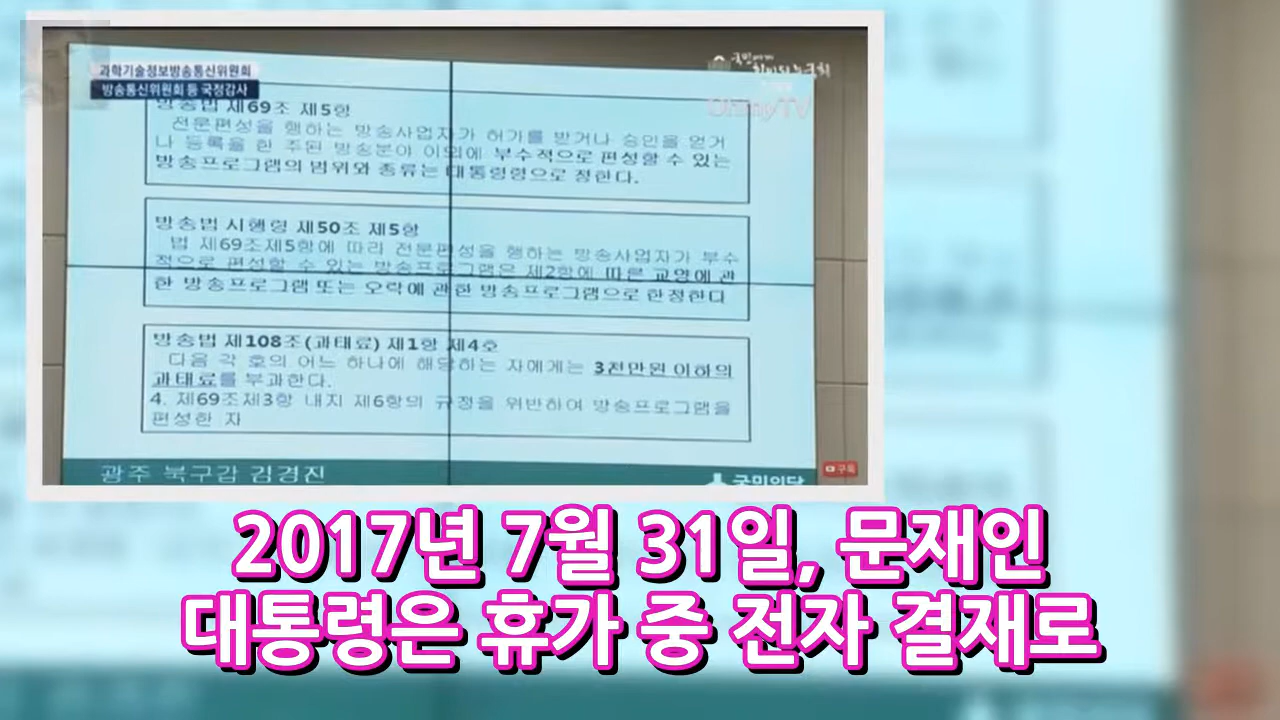 과학기술정보방송통신위원회
방송통신위원회 등 국정감사
OhmyTV
방송법 제69조 제5항
전문편성을 행하는 방송사업자가 허가를 받거나 승인을 얻거
나 등록을 한 주된 방송분야 이외에 부수적으로 편성할 수 있는
방송프로그램의 범위와 종류는 대통령령으로 정한다.
방송법 시행령 제50조 제5항
법 제69조제5항에 따라 전문편성을 행하는 방송사업자가 부수
적으로 편성할 수 있는 방송프로그램은 제2항에 따른 교양에 관
한 방송프로그램 또는 오락에 관한 방송프로그램으로 한정한다
방송법 제108조(과태료) 제1항 제4호
다음 각 호의 어느 하나에 해당하는 자에게는 3천만원 이하의
과태료를 부과한다.
4. 제69조제3항 내지 제6항의 규정을 위반하여 방송프로그램을
편성한 자
구독
광주 북구갑 김경진
국민의당
2017년 7월 31일, 문재인
대통령은 휴가 중 전자 결재로